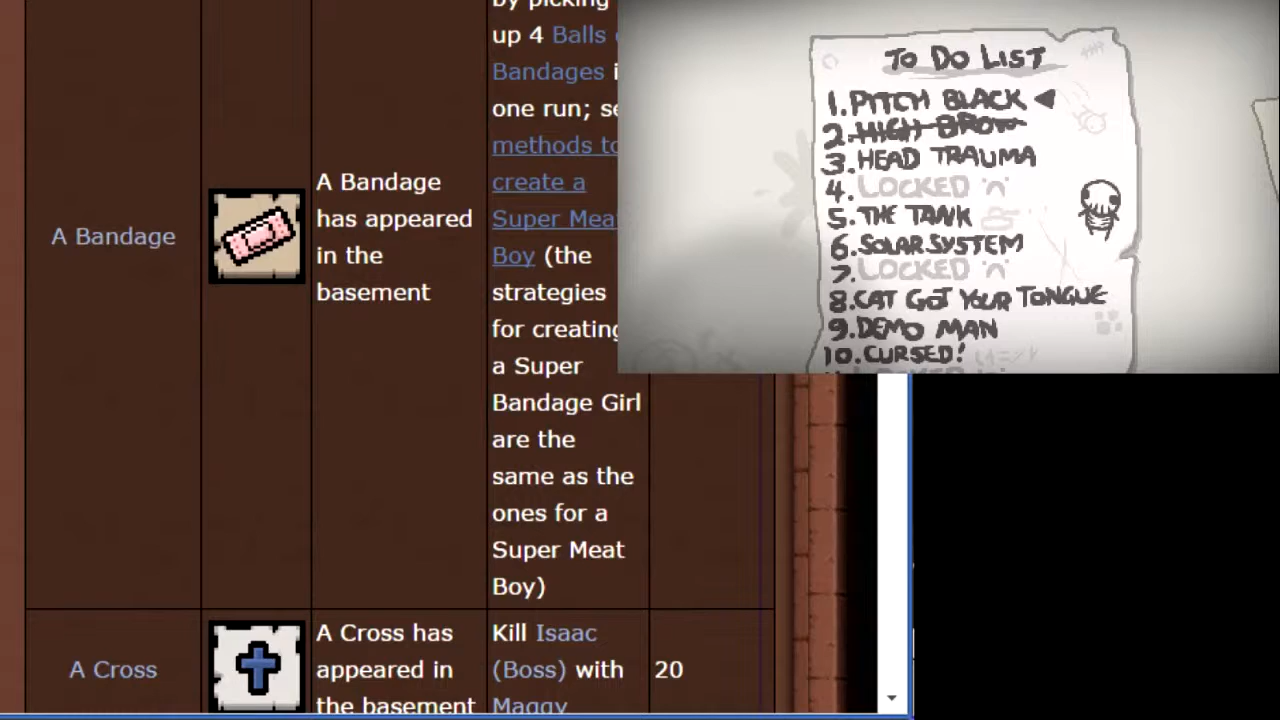 by picking
up 4 Balls
Bandages
one run; se
methods to
create a
Super Mea
Boy (the
strategies
for creating
a Super
Bandage Girl
are the
same as the
ones for a
Super Meat
Boy)
A Bandage
A Bandage
has appeared
in the
basement
A Cross
A Cross has
appeared in
the basement
Kill Isaac
(Boss) with
Maggy
20
TO DO LIST
1. PITCH BLACK
2. HIGH BROW
3. HEAD TRAUMA
4. LOCKED 'n'
5. THE TANK
6. SOLAR SYSTEM
7. LOCKED 'n'
8. CAT GOT YOUR TONGUE
9. DEMO MAN
10. CURSED!